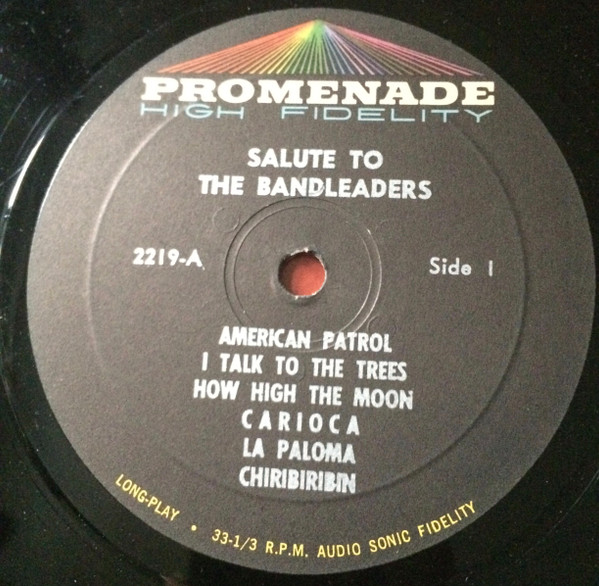 PROMENADE
HIGH FIDELITY
SALUTE TO
THE BANDLEADERS
2219-A
Side 1
AMERICAN PATROL
I TALK TO THE TREES
HOW HIGH THE MOON
CARIOCA
LA PALOMA
CHIRIBIRIBIN
LONG-PLAY • 33-1/3 R.P.M. AUDIO SONIC FIDELITY